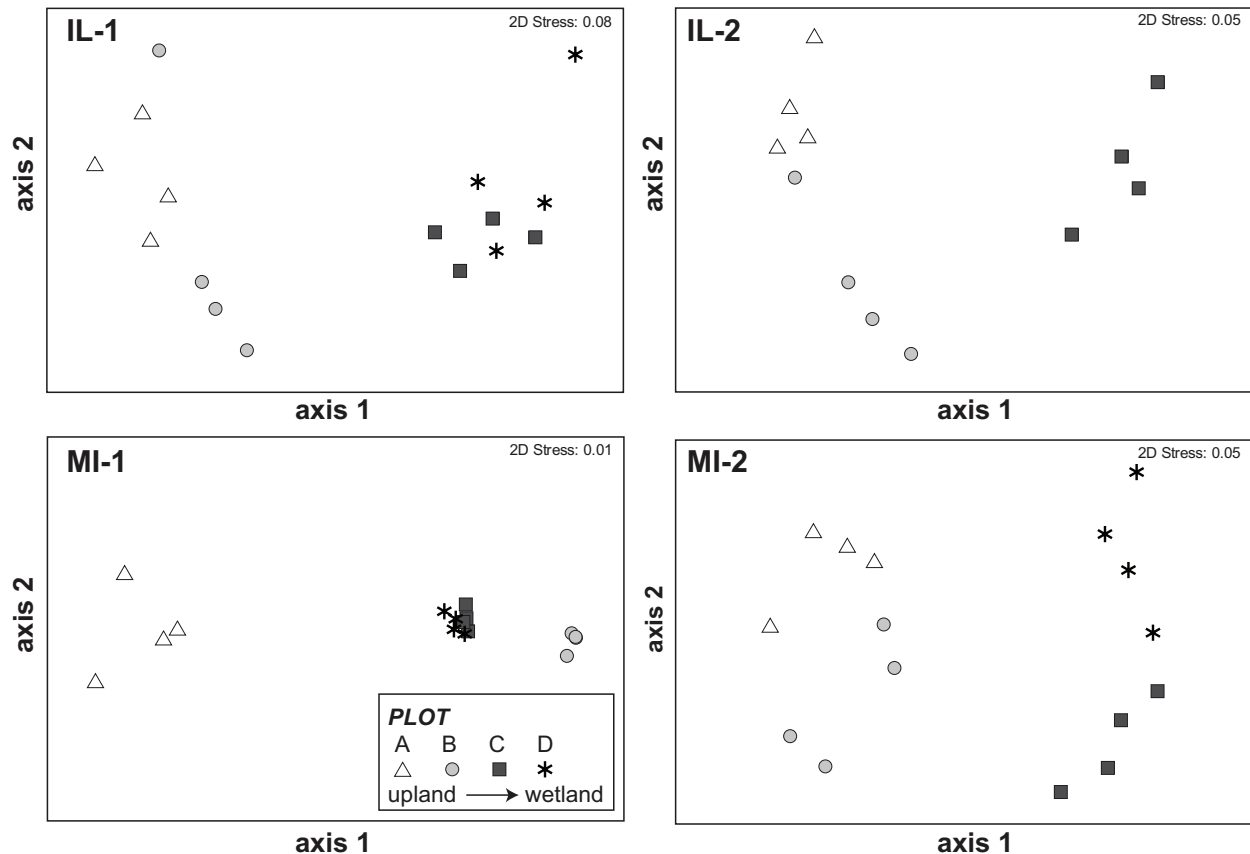 IL-1
2D Stress: 0.08
axis 2
axis 1
IL-2
2D Stress: 0.05
axis 2
axis 1
MI-1
2D Stress: 0.01
axis 2
PLOT
A B C D
upland wetland
axis 1
MI-2
2D Stress: 0.05
axis 2
axis 1